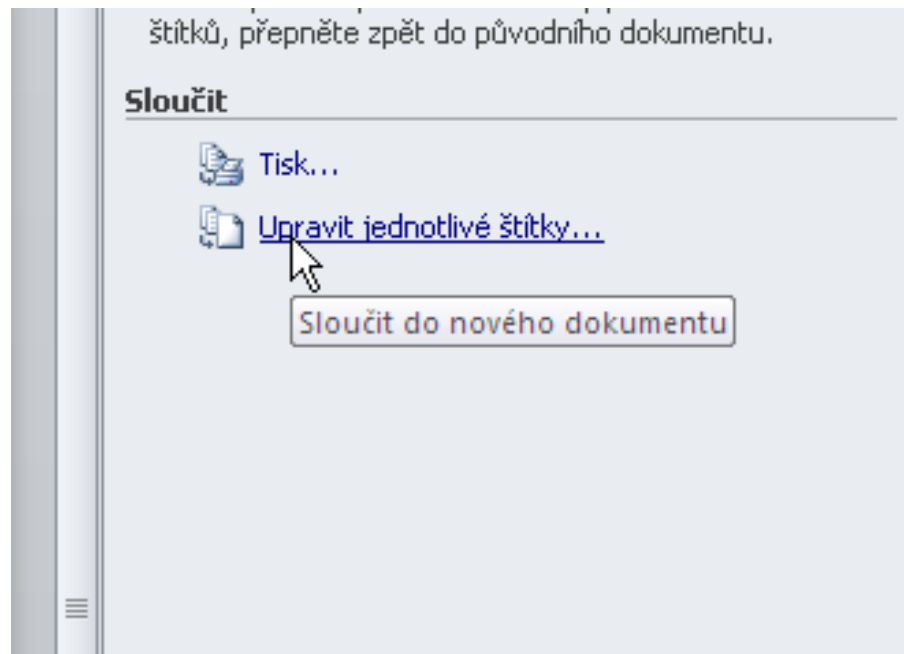 štítků, přepněte zpět do původního dokumentu.
Sloučit
Tisk...
Upravit jednotlivé štítky...
Sloučit do nového dokumentu